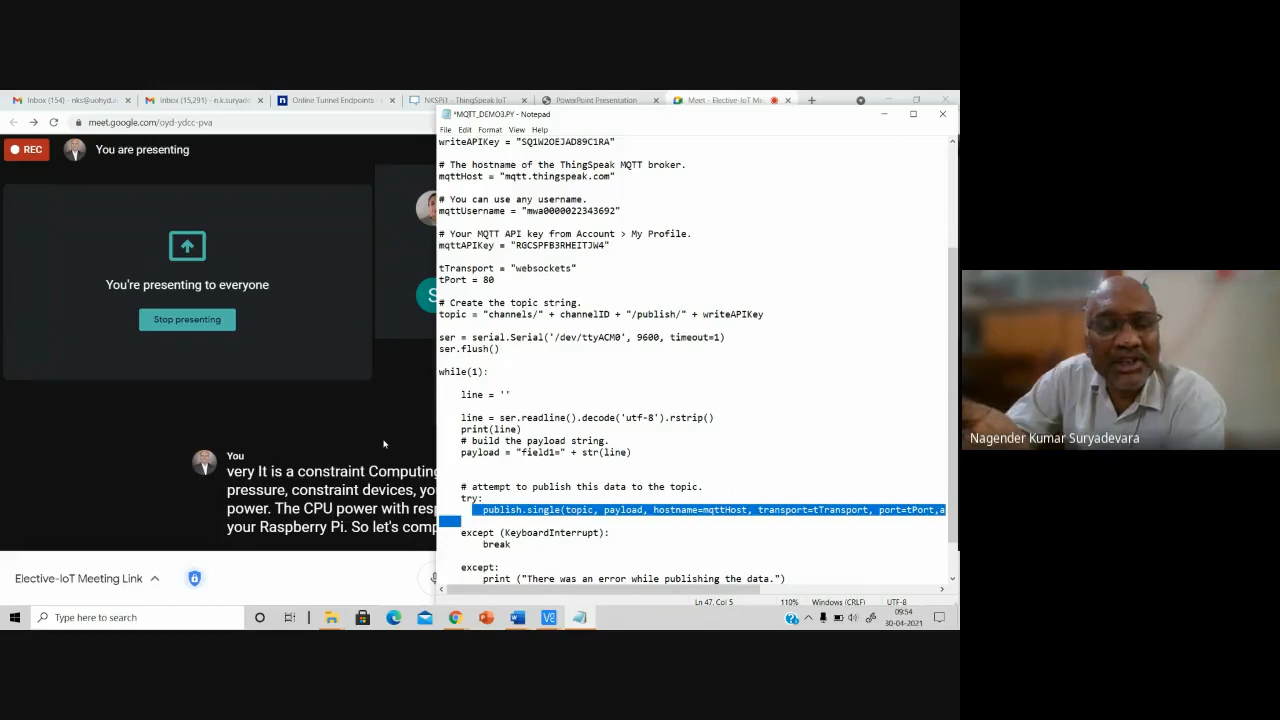 Inbox (154) - nks@uohyd.a
Inbox (15,291) - n.k.suryad
Online Tunnel Endpoints -
NKSPi1 - ThingSpeak IoT
PowerPoint Presentation
Meet - Elective-IoT Me
meet.google.com/oyd-ydcc-pva
REC
You are presenting
You're presenting to everyone
Stop presenting
S
You
very It is a constraint Computing
pressure, constraint devices, yo
power. The CPU power with resp
your Raspberry Pi. So let's comp
Elective-IoT Meeting Link
*MQTT_DEMO3.PY - Notepad
File Edit Format View Help
writeAPIKey = "SQ1W2OEJAD89C1RA"
# The hostname of the ThingSpeak MQTT broker.
mqttHost = "mqtt.thingspeak.com"
# You can use any username.
mqttUsername = "mwa0000022343692"
# Your MQTT API key from Account > My Profile.
mqttAPIKey = "RGCSPFB3RHEITJW4"
tTransport = "websockets"
tPort = 80
# Create the topic string.
topic = "channels/" + channelID + "/publish/" + writeAPIKey
ser = serial.Serial('/dev/ttyACM0', 9600, timeout=1)
ser.flush()
while(1):
line = ''
line = ser.readline().decode('utf-8').rstrip()
print(line)
# build the payload string.
payload = "field1=" + str(line)
# attempt to publish this data to the topic.
try:
publish.single(topic, payload, hostname=mqttHost, transport=tTransport, port=tPort,a
except (KeyboardInterrupt):
break
except:
print ("There was an error while publishing the data.")
Ln 47, Col 5
110%
Windows (CRLF)
UTF-8
Type here to search
09:54
30-04-2021
Nagender Kumar Suryadevara